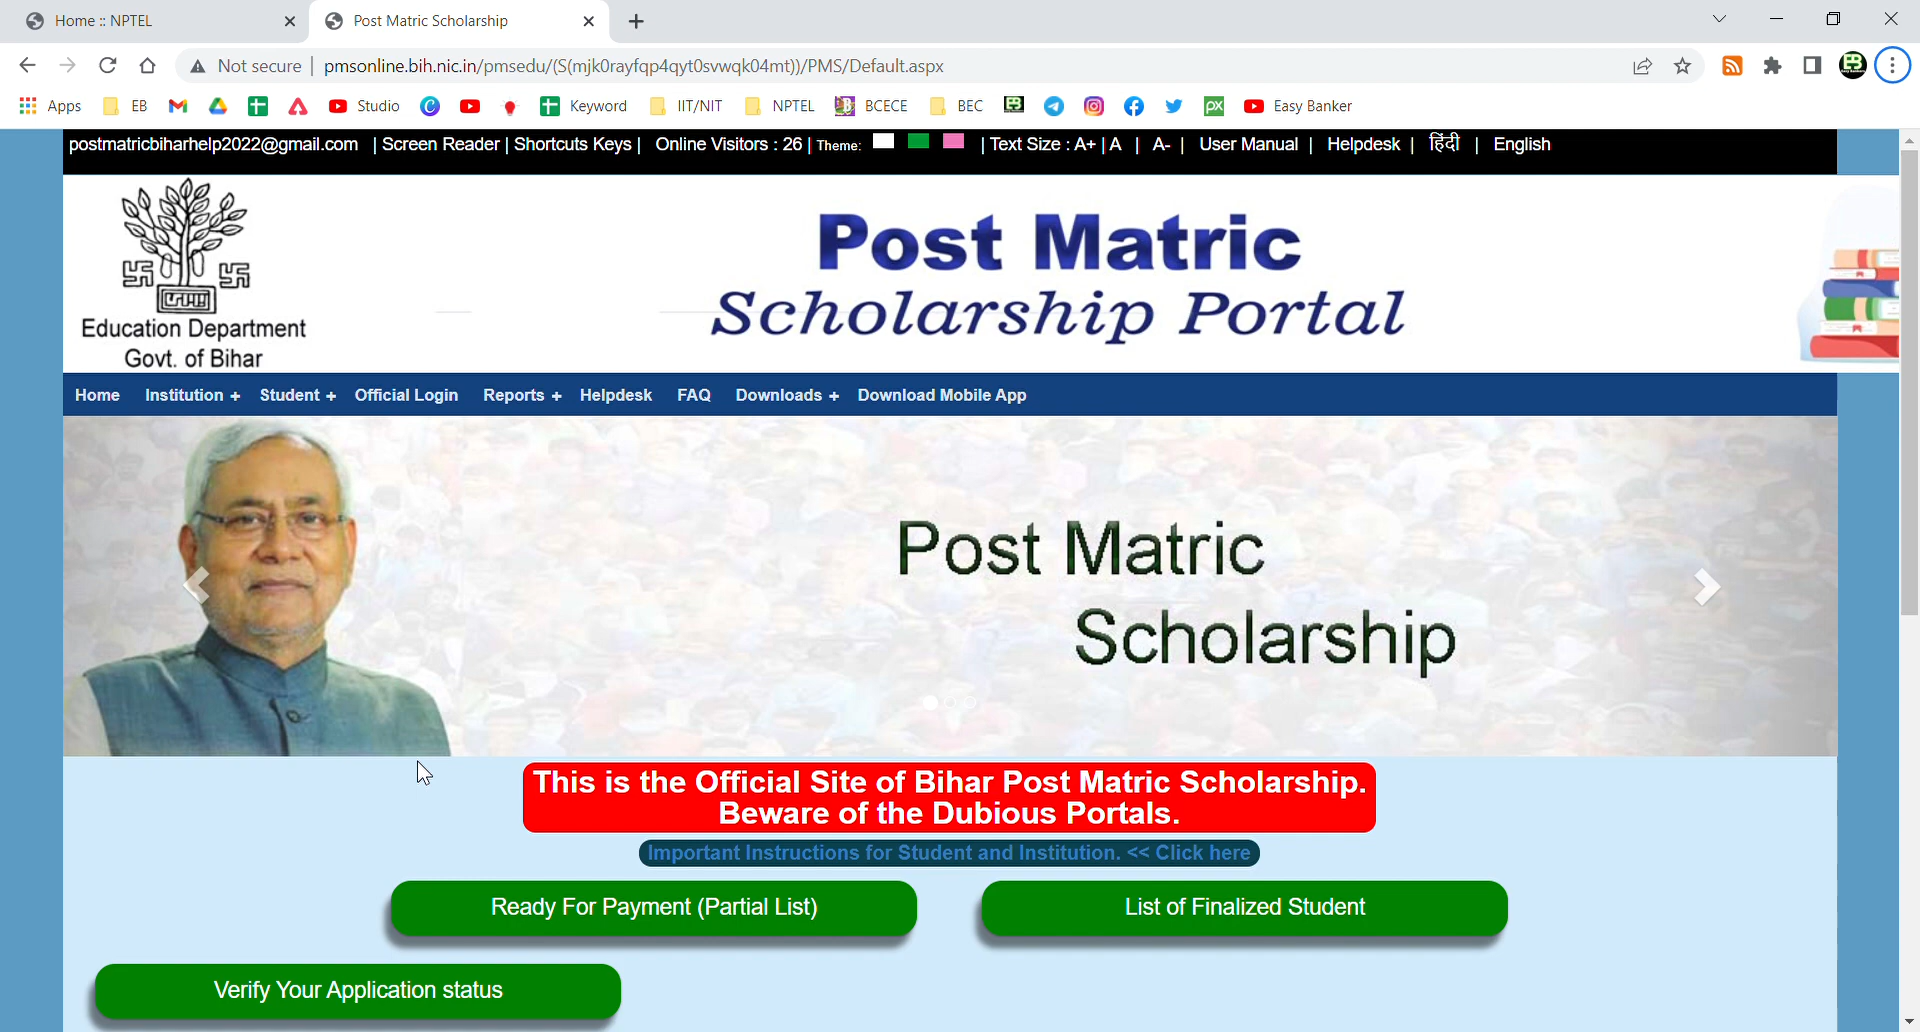 Home :: NPTEL
Post Matric Scholarship
Not secure | pmsonline.bih.nic.in/pmsedu/(S(mjk0rayfqp4qyt0svwqk04mt))/PMS/Default.aspx
Apps EB Studio Keyword IIT/NIT NPTEL BCECE BEC EB px Easy Banker
postmatricbiharhelp2022@gmail.com | Screen Reader | Shortcuts Keys | Online Visitors : 26 | Theme: | Text Size : A+ | A | A- | User Manual | Helpdesk | हिंदी | English
Education Department
Govt. of Bihar
Post Matric
Scholarship Portal
Home Institution + Student + Official Login Reports + Helpdesk FAQ Downloads + Download Mobile App
Post Matric
Scholarship
This is the Official Site of Bihar Post Matric Scholarship.
Beware of the Dubious Portals.
Important Instructions for Student and Institution. << Click here
Ready For Payment (Partial List)
List of Finalized Student
Verify Your Application status